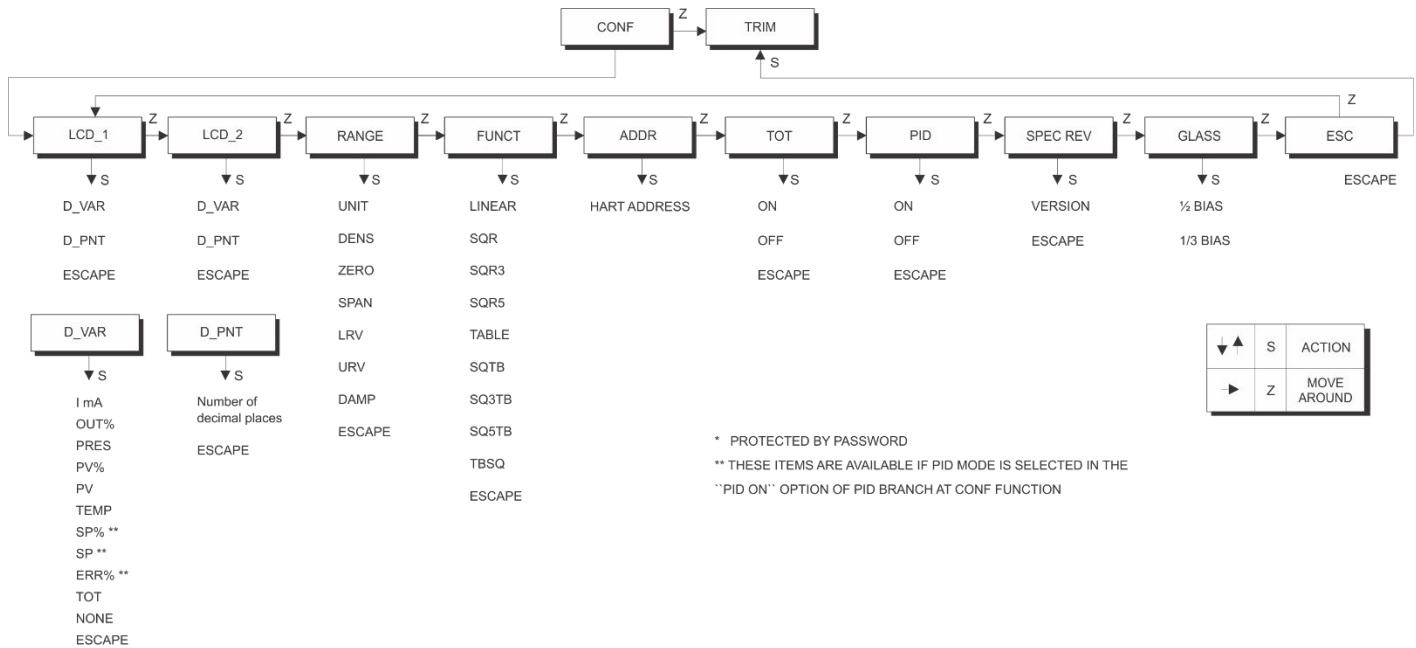 CONF
Z
TRIM
S
Z
LCD_1
Z
LCD_2
Z
RANGE
Z
FUNCT
Z
ADDR
Z
TOT
Z
PID
Z
SPEC REV
Z
GLASS
Z
ESC
S
D_VAR
D_PNT
ESCAPE
S
D_VAR
D_PNT
ESCAPE
S
UNIT
DENS
ZERO
SPAN
LRV
URV
DAMP
ESCAPE
S
LINEAR
SQR
SQR3
SQR5
TABLE
SQTB
SQ3TB
SQ5TB
TBSQ
ESCAPE
S
HART ADDRESS
S
ON
OFF
ESCAPE
S
ON
OFF
ESCAPE
S
VERSION
ESCAPE
S
½ BIAS
1/3 BIAS
ESCAPE
D_VAR
S
I mA
OUT%
PRES
PV%
PV
TEMP
SP% **
SP **
ERR% **
TOT
NONE
ESCAPE
D_PNT
S
Number of
decimal places
ESCAPE
S ACTION
Z MOVE
AROUND
* PROTECTED BY PASSWORD
** THESE ITEMS ARE AVAILABLE IF PID MODE IS SELECTED IN THE
``PID ON`` OPTION OF PID BRANCH AT CONF FUNCTION